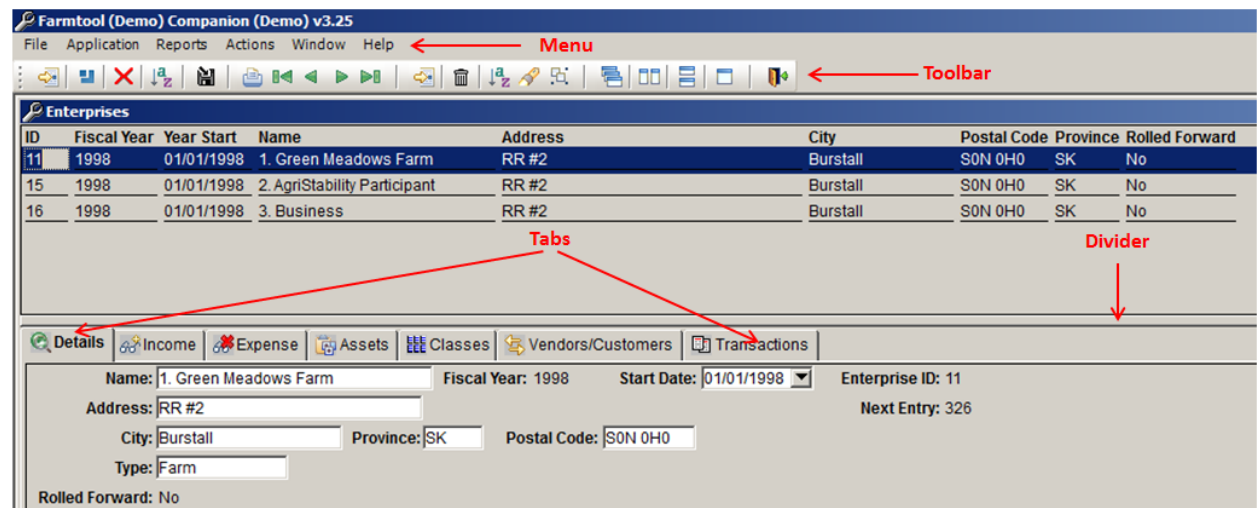 Farmtool (Demo) Companion (Demo) v3.25
File Application Reports Actions Window Help Menu
Toolbar
Enterprises
ID Fiscal Year Year Start Name Address City Postal Code Province Rolled Forward
11 1998 01/01/1998 1. Green Meadows Farm RR #2 Burstall S0N 0H0 SK No
15 1998 01/01/1998 2. AgriStability Participant RR #2 Burstall S0N 0H0 SK No
16 1998 01/01/1998 3. Business RR #2 Burstall S0N 0H0 SK No
Tabs Divider
Details Income Expense Assets Classes Vendors/Customers Transactions
Name: 1. Green Meadows Farm Fiscal Year: 1998 Start Date: 01/01/1998 Enterprise ID: 11
Address: RR #2 Next Entry: 326
City: Burstall Province: SK Postal Code: S0N 0H0
Type: Farm
Rolled Forward: No